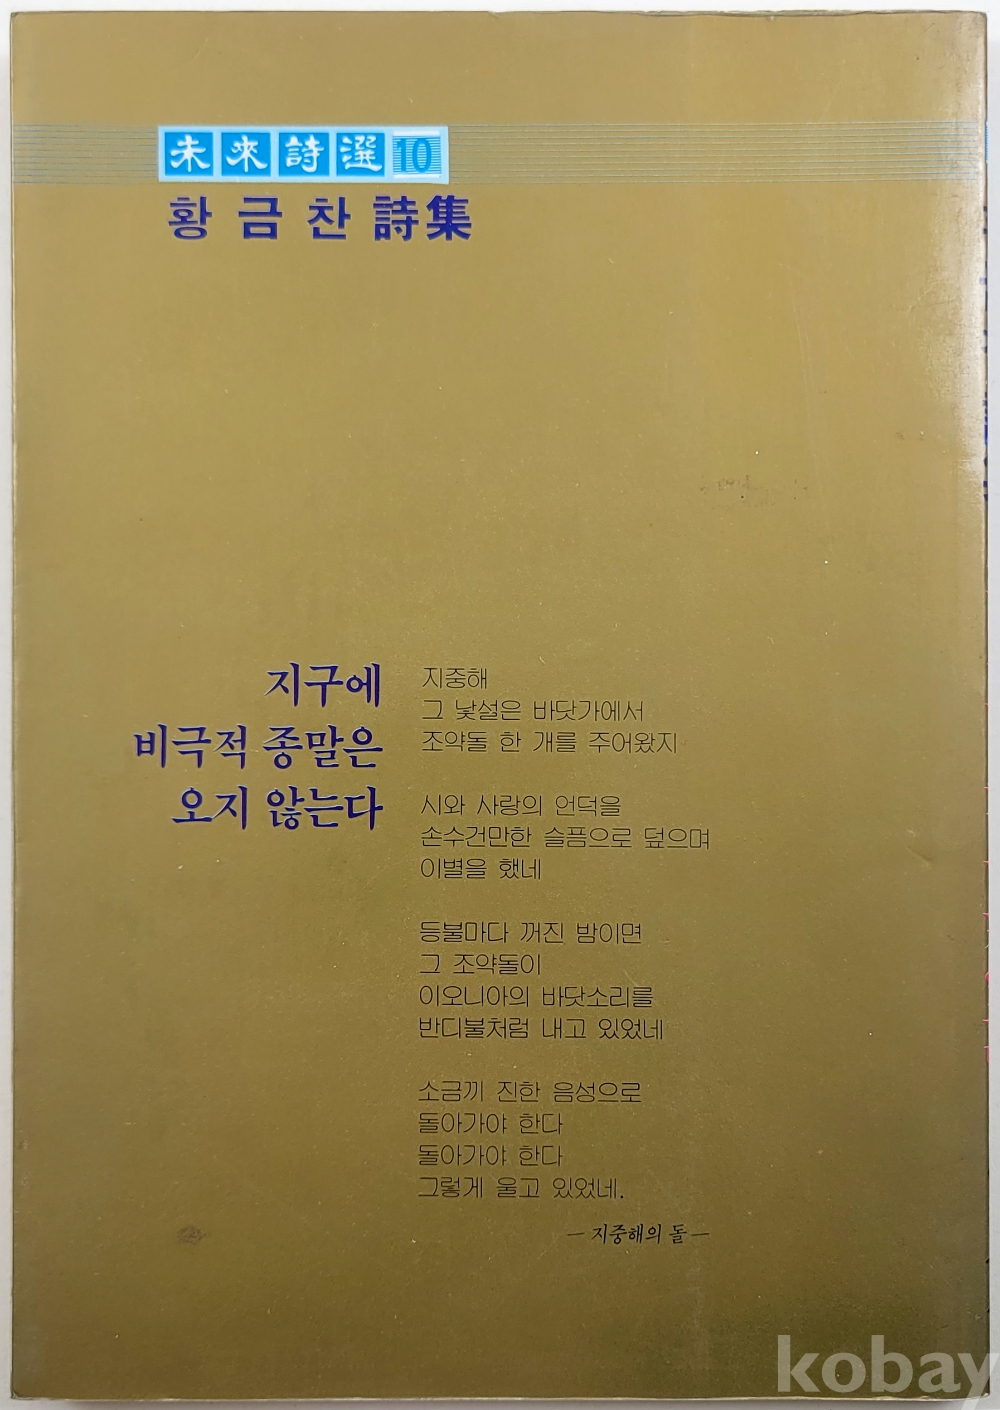 未來詩選 10
황금찬 詩集
지구에
비극적 종말은
오지 않는다
지중해
그 낯설은 바닷가에서
조약돌 한 개를 주어왔지
시와 사랑의 언덕을
손수건만한 슬픔으로 덮으며
이별을 했네
등불마다 꺼진 밤이면
그 조약돌이
이오니아의 바닷소리를
반디불처럼 내고 있었네
소금끼 진한 음성으로
돌아가야 한다
돌아가야 한다
그렇게 울고 있었네.
— 지중해의 돌 —
kobay